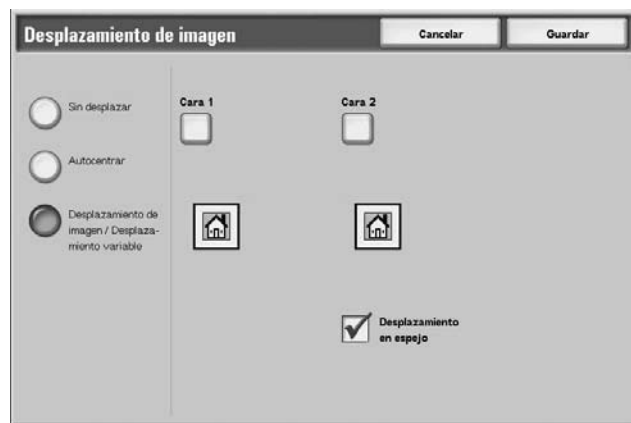 Desplazamiento de imagen
Cancelar
Guardar
Sin desplazar
Autocentrar
Desplazamiento de
imagen / Desplaza-
miento variable
Cara 1
Cara 2
Desplazamiento
en espejo